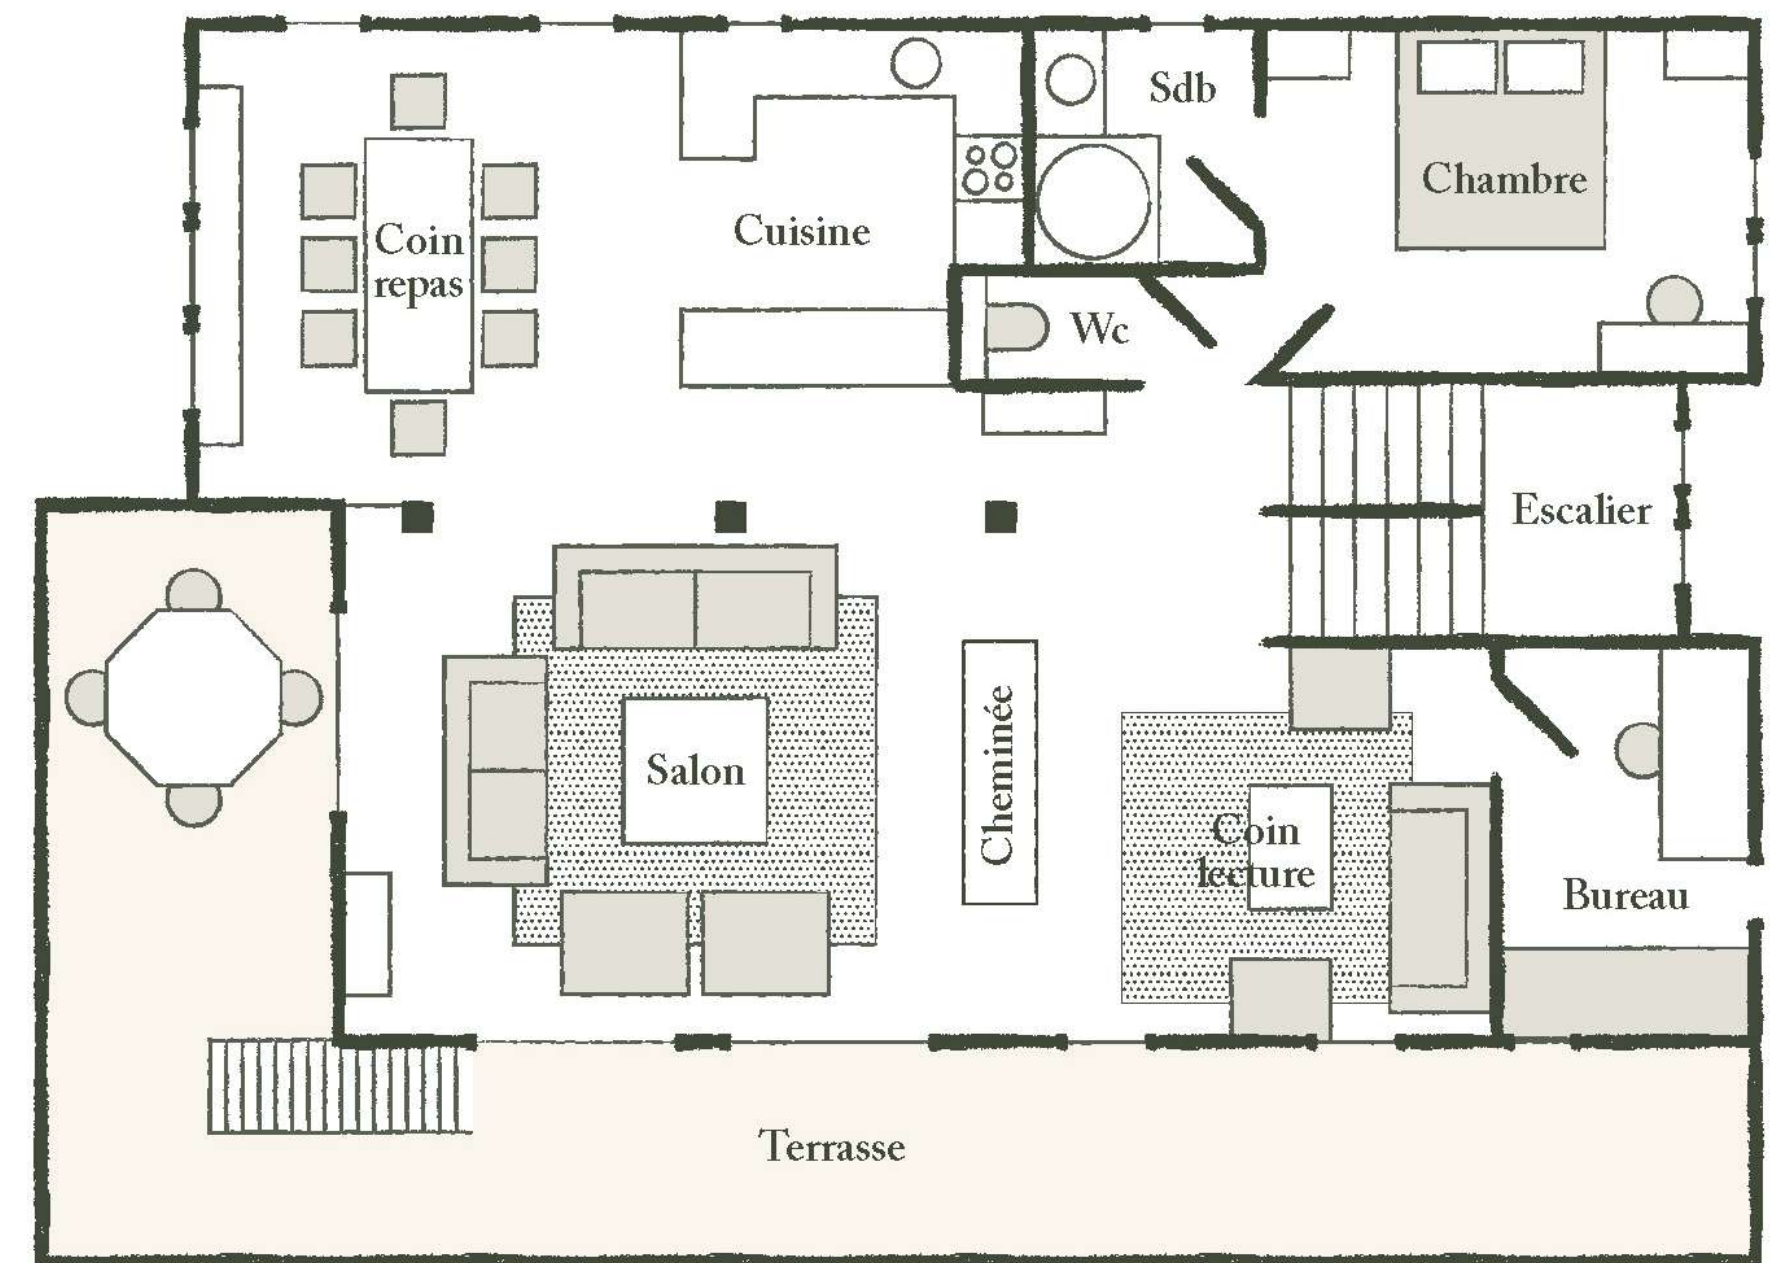 Sdb
Chambre
Coin
repas
Cuisine
Wc
Escalier
Salon
Cheminée
Coin
lecture
Bureau
Terrasse